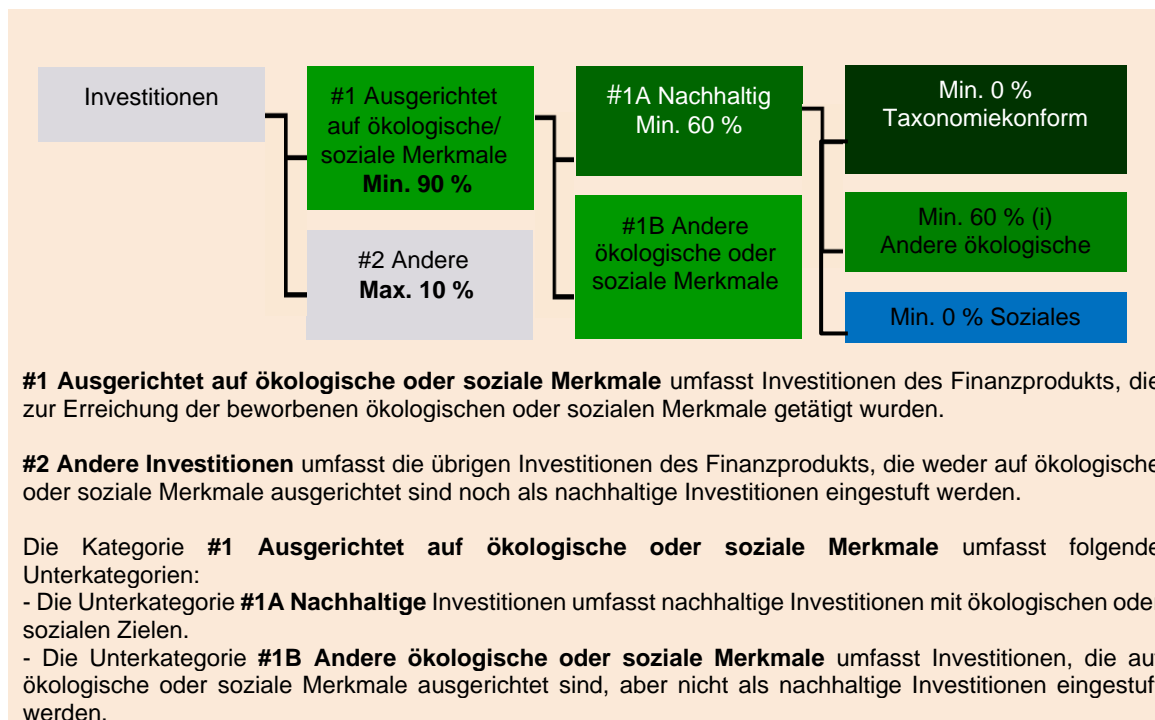 Investitionen
#1 Ausgerichtet
auf ökologische/
soziale Merkmale
Min. 90 %
#2 Andere
Max. 10 %
#1A Nachhaltig
Min. 60 %
#1B Andere
ökologische oder
soziale Merkmale
Min. 0 %
Taxonomiekonform
Min. 60 % (i)
Andere ökologische
Min. 0 % Soziales
#1 Ausgerichtet auf ökologische oder soziale Merkmale umfasst Investitionen des Finanzprodukts, die
zur Erreichung der beworbenen ökologischen oder sozialen Merkmale getätigt wurden.
#2 Andere Investitionen umfasst die übrigen Investitionen des Finanzprodukts, die weder auf ökologische
oder soziale Merkmale ausgerichtet sind noch als nachhaltige Investitionen eingestuft werden.
Die Kategorie #1 Ausgerichtet auf ökologische oder soziale Merkmale umfasst folgende
Unterkategorien:
- Die Unterkategorie #1A Nachhaltige Investitionen umfasst nachhaltige Investitionen mit ökologischen oder
sozialen Zielen.
- Die Unterkategorie #1B Andere ökologische oder soziale Merkmale umfasst Investitionen, die auf
ökologische oder soziale Merkmale ausgerichtet sind, aber nicht als nachhaltige Investitionen eingestuft
werden.